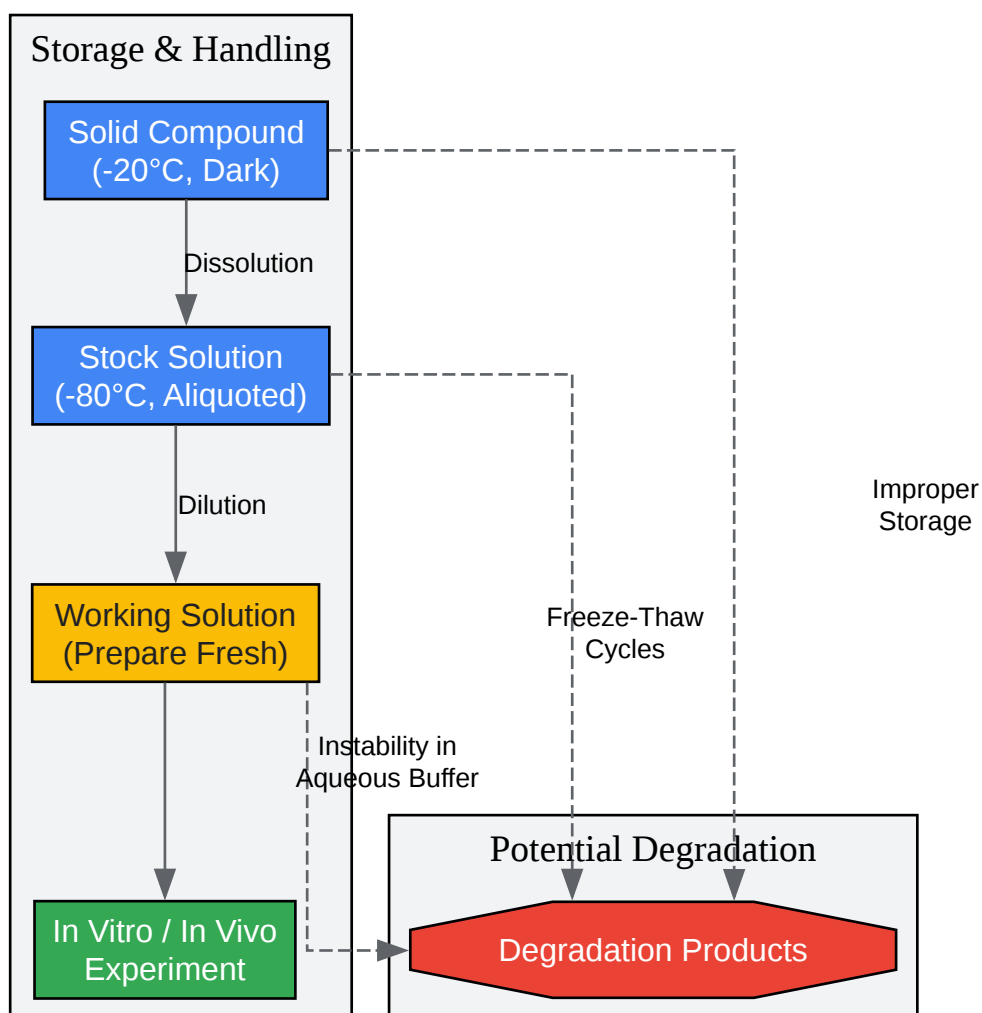 Storage & Handling
Solid Compound
(-20°C, Dark)
Dissolution
Stock Solution
(-80°C, Aliquoted)
Dilution
Improper
Storage
Working Solution
(Prepare Fresh)
Freeze-Thaw
Cycles
Instability in
Aqueous Buffer
Potential Degradation
In Vitro / In Vivo
Experiment
Degradation Products